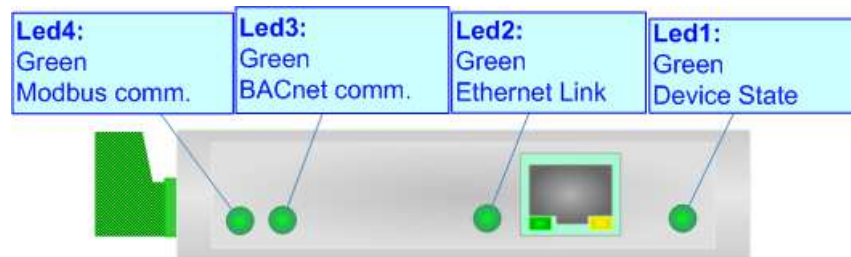 Led4:
Green
Modbus comm.
Led3:
Green
BACnet comm.
Led2:
Green
Ethernet Link
Led1:
Green
Device State